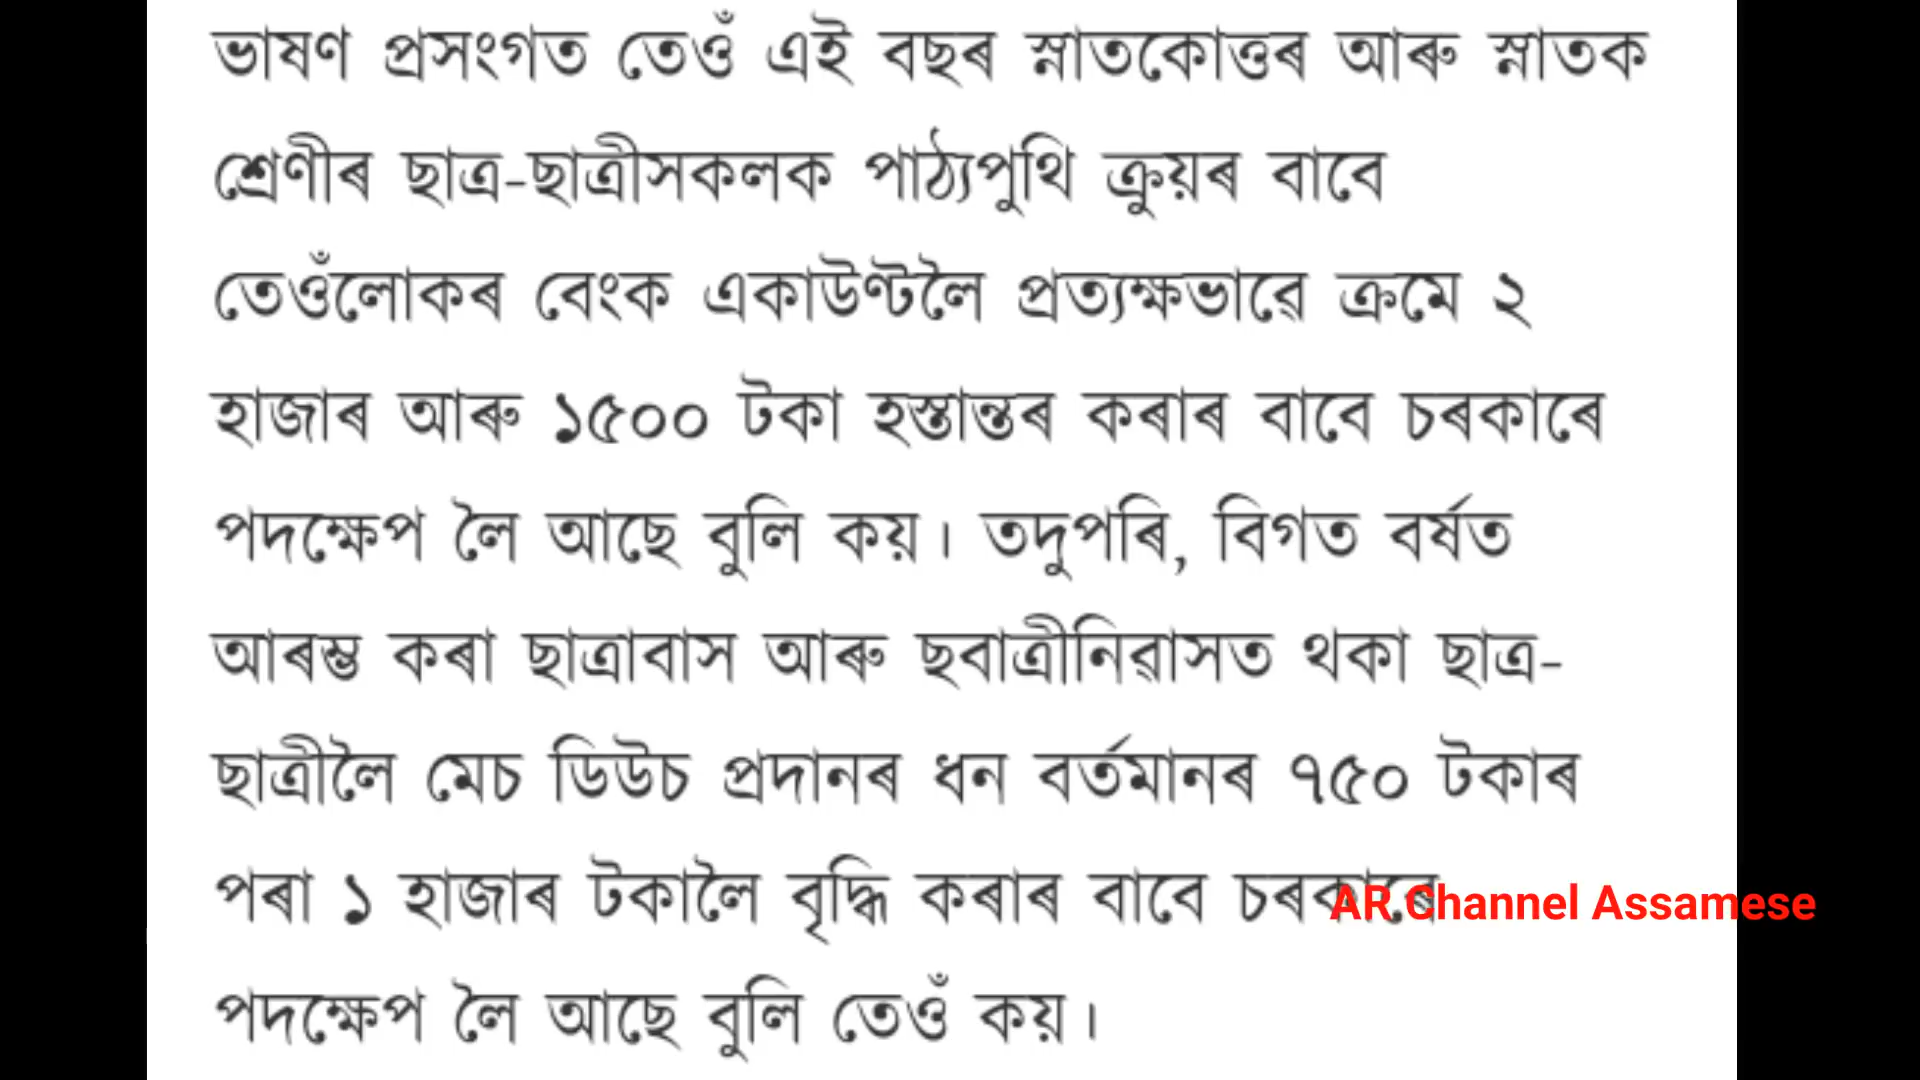 ভাষণ প্ৰসংগত তেওঁ এই বছৰ স্নাতকোত্তৰ আৰু স্নাতক
শ্ৰেণীৰ ছাত্ৰ-ছাত্ৰীসকলক পাঠ্যপুথি ক্ৰুয়ৰ বাবে
তেওঁলোকৰ বেংক একাউণ্টলৈ প্ৰত্যক্ষভাৱে ক্ৰমে ২
হাজাৰ আৰু ১৫০০ টকা হস্তান্তৰ কৰাৰ বাবে চৰকাৰে
পদক্ষেপ লৈ আছে বুলি কয়। তদুপৰি, বিগত বৰ্ষত
আৰম্ভ কৰা ছাত্ৰাবাস আৰু ছবাত্ৰীনিৱাসত থকা ছাত্ৰ-
ছাত্ৰীলৈ মেচ ডিউচ প্ৰদানৰ ধন বৰ্তমানৰ ৭৫০ টকাৰ
পৰা ১ হাজাৰ টকালৈ বৃদ্ধি কৰাৰ বাবে চৰকাৰে
AR Channel Assamese
পদক্ষেপ লৈ আছে বুলি তেওঁ কয়।